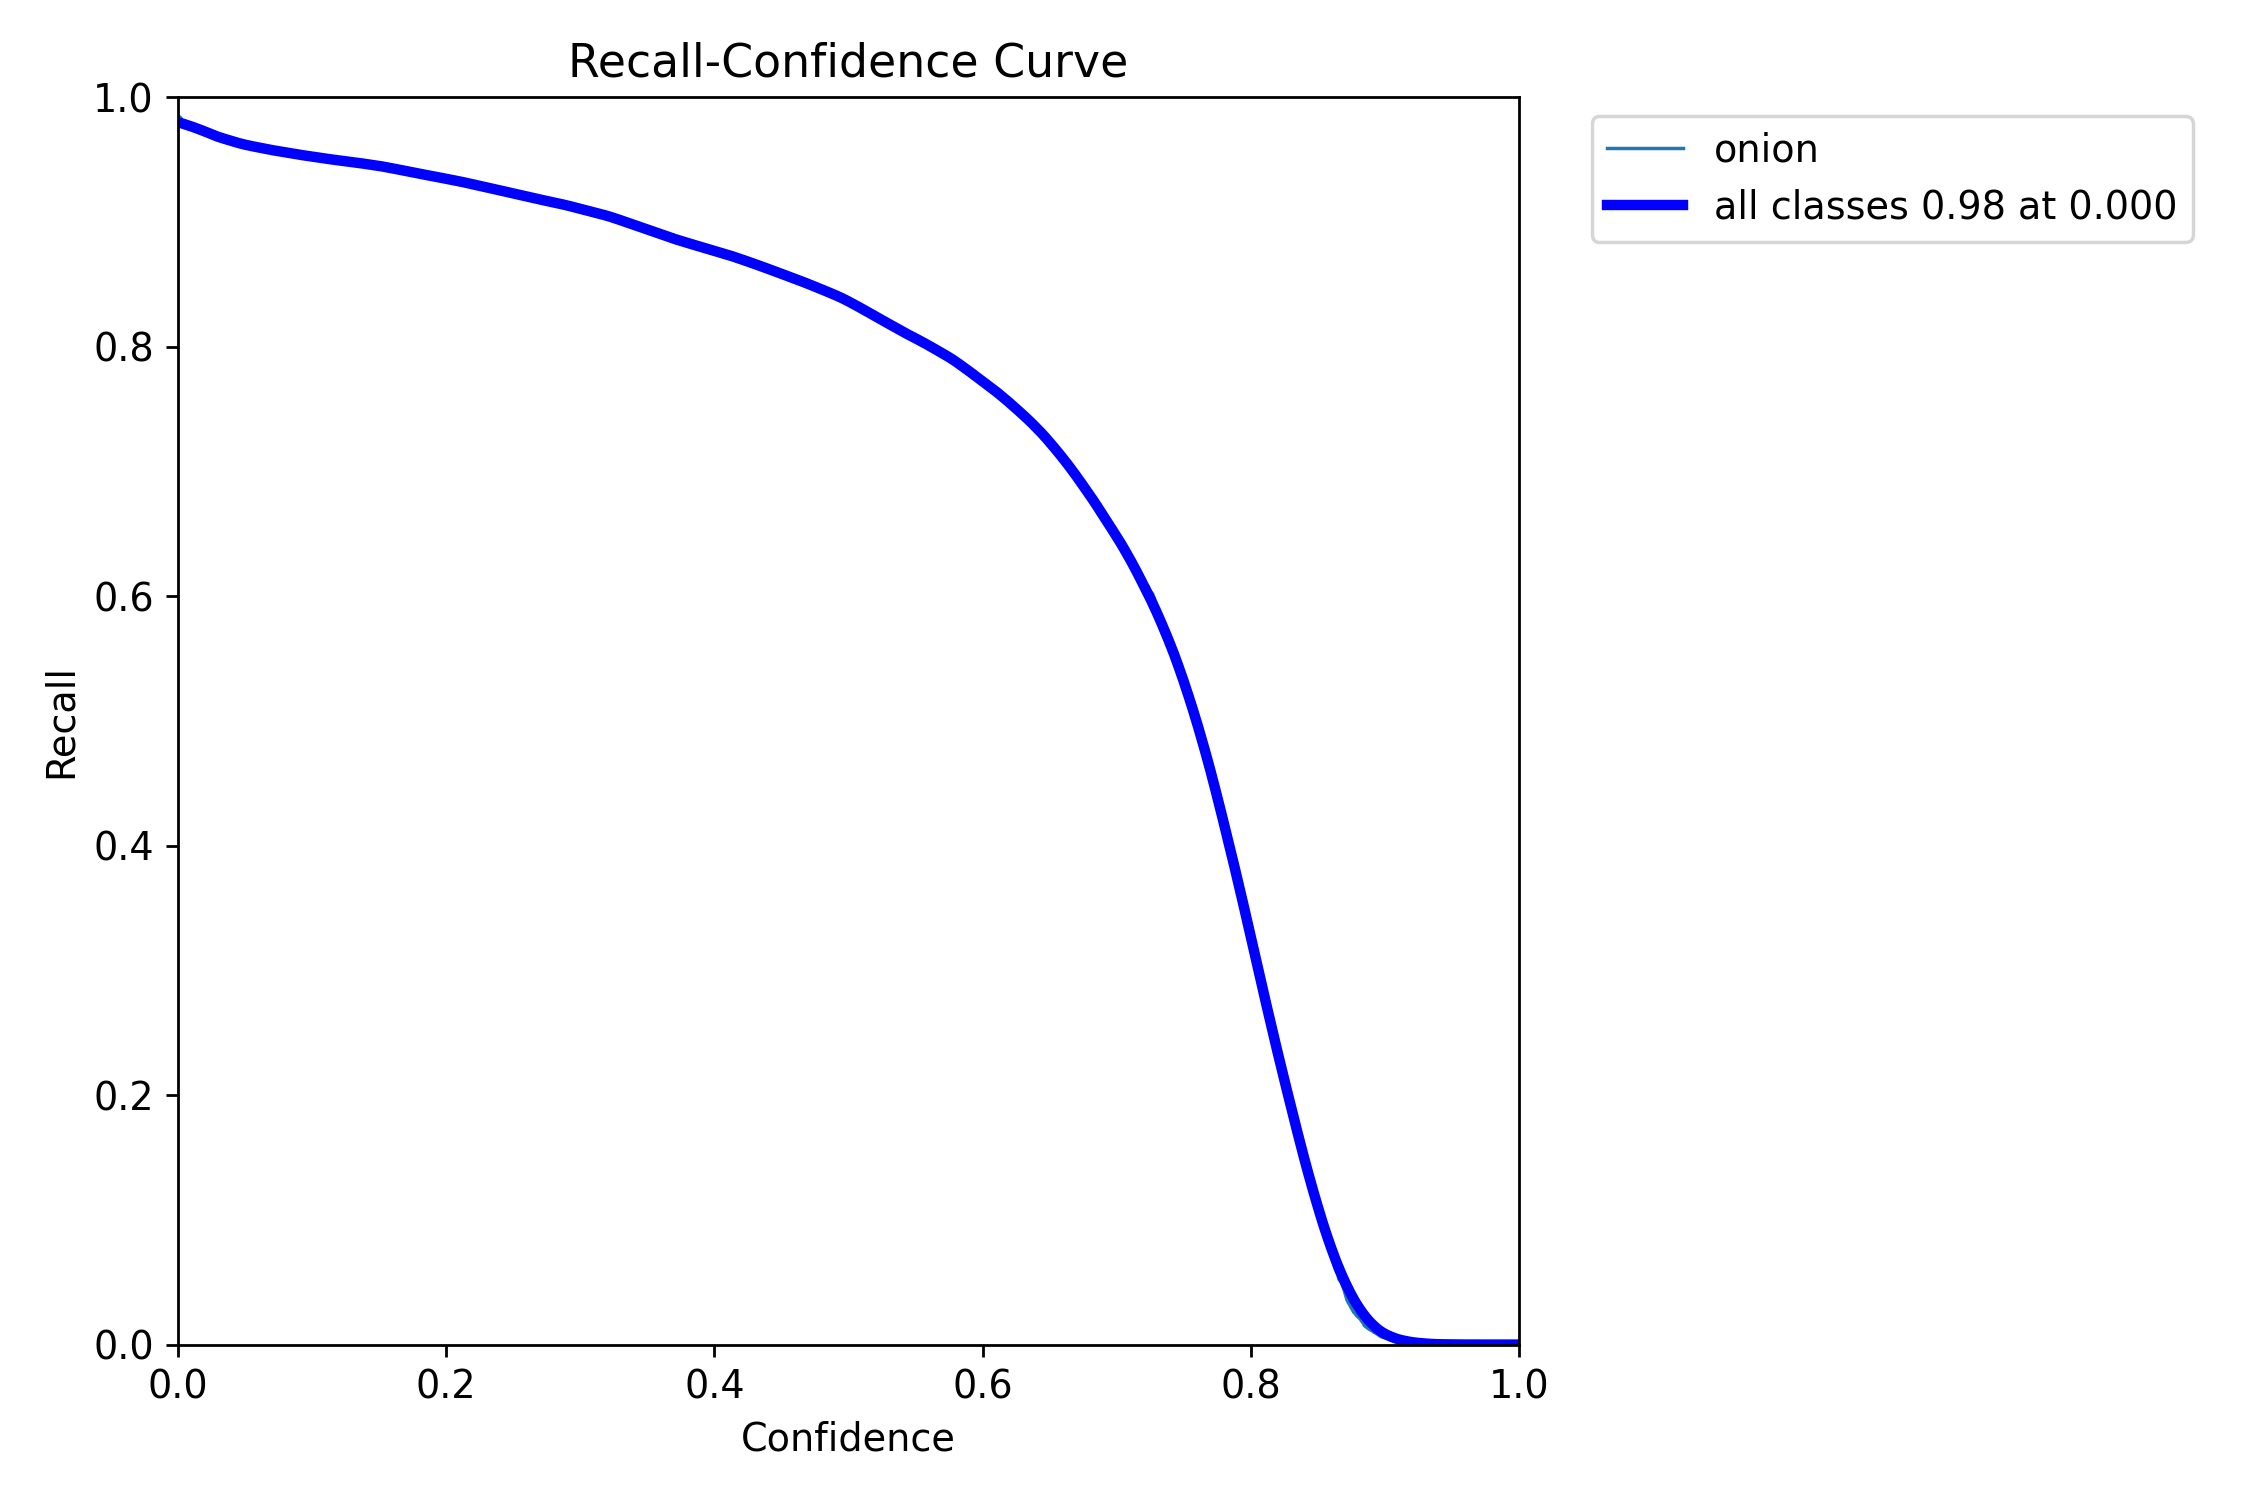 Recall-Confidence Curve
1.0
0.8
0.6
0.4
0.2
0.0
Recall
0.0 0.2 0.4 0.6 0.8 1.0
Confidence
onion
all classes 0.98 at 0.000